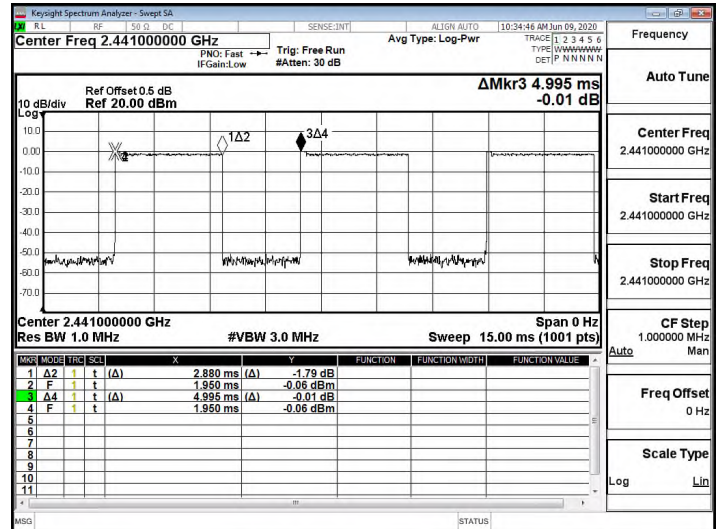 Keysight Spectrum Analyzer - Swept SA
RL RF 50 Ω DC SENSE:INT ALIGN AUTO 10:34:46 AM Jun 09, 2020
Center Freq 2.441000000 GHz
PNO: Fast
IFGain:Low
Trig: Free Run
#Atten: 30 dB
Avg Type: Log-Pwr
TRACE 1 2 3 4 5 6
TYPE WWWWWW
DET P N N N N N
ΔMkr3 4.995 ms
-0.01 dB
Ref Offset 0.5 dB
10 dB/div Ref 20.00 dBm
Log
10.0
0.00
-10.0
-20.0
-30.0
-40.0
-50.0
-60.0
-70.0
1Δ2
3Δ4
Center 2.441000000 GHz Span 0 Hz
Res BW 1.0 MHz #VBW 3.0 MHz Sweep 15.00 ms (1001 pts)
MKR MODE TRC SCL X Y FUNCTION FUNCTION WIDTH FUNCTION VALUE
1 Δ2 1 t (Δ) 2.880 ms (Δ) -1.79 dB
2 F 1 t 1.950 ms -0.06 dBm
3 Δ4 1 t (Δ) 4.995 ms (Δ) -0.01 dB
4 F 1 t 1.950 ms -0.06 dBm
5
6
7
8
9
10
11
MSG STATUS
Frequency
Auto Tune
Center Freq
2.441000000 GHz
Start Freq
2.441000000 GHz
Stop Freq
2.441000000 GHz
CF Step
1.000000 MHz
Auto Man
Freq Offset
0 Hz
Scale Type
Log Lin